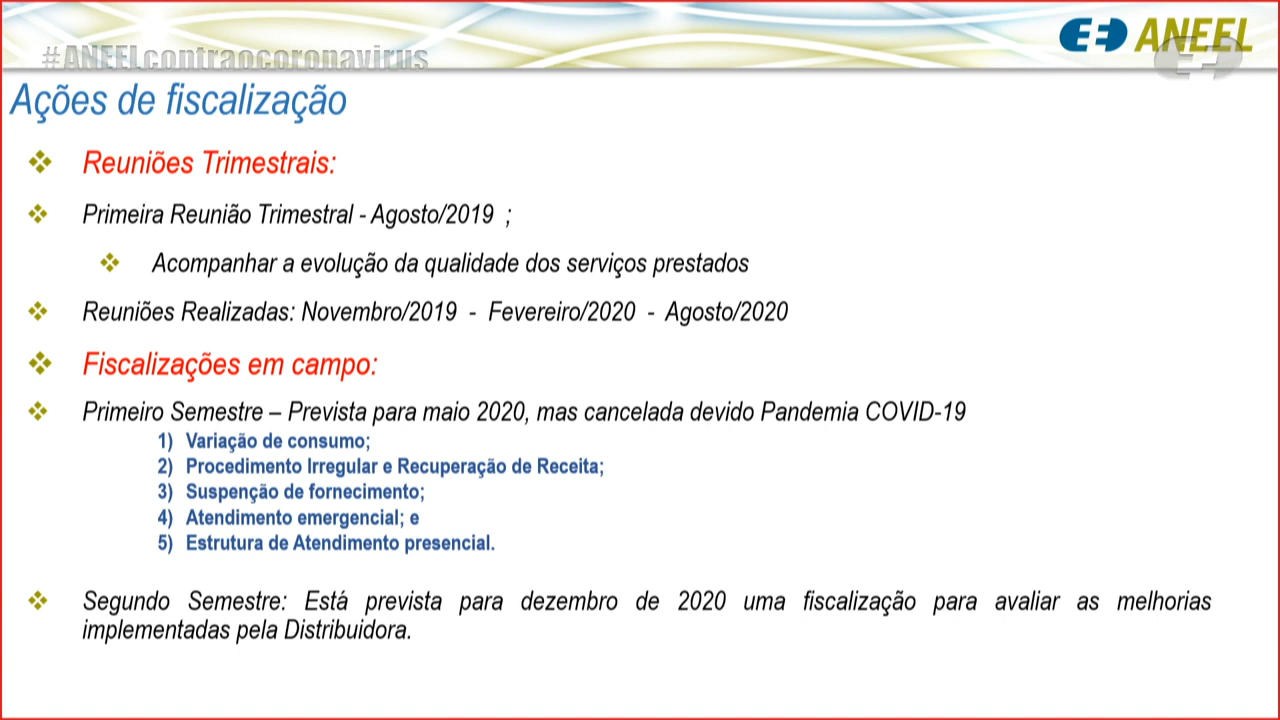 #ANEELcontraocoronavirus
ANEEL
Ações de fiscalização
Reuniões Trimestrais:
Primeira Reunião Trimestral - Agosto/2019 ;
Acompanhar a evolução da qualidade dos serviços prestados
Reuniões Realizadas: Novembro/2019 - Fevereiro/2020 - Agosto/2020
Fiscalizações em campo:
Primeiro Semestre – Prevista para maio 2020, mas cancelada devido Pandemia COVID-19
1) Variação de consumo;
2) Procedimento Irregular e Recuperação de Receita;
3) Suspenção de fornecimento;
4) Atendimento emergencial; e
5) Estrutura de Atendimento presencial.
Segundo Semestre: Está prevista para dezembro de 2020 uma fiscalização para avaliar as melhorias
implementadas pela Distribuidora.